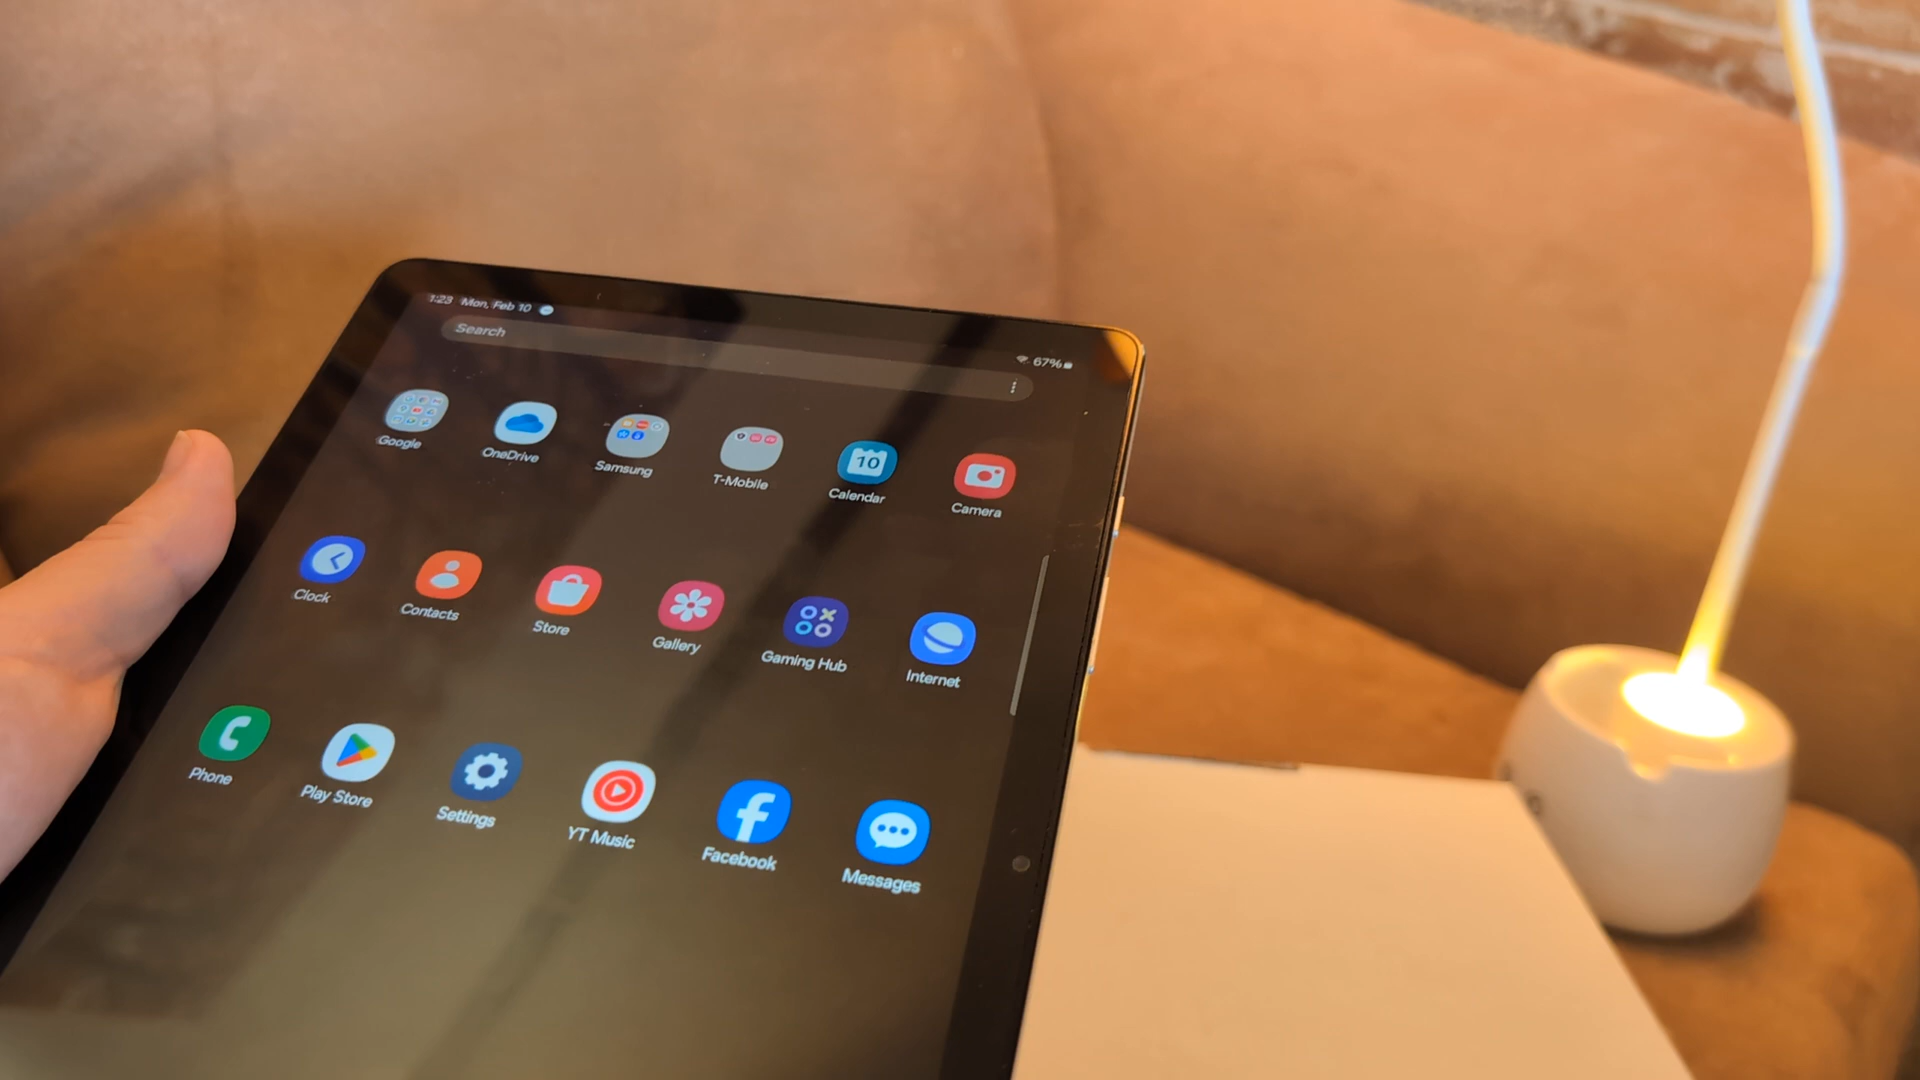 1:23 Mon, Feb 10
67%
Search
Google OneDrive Samsung T-Mobile Calendar Camera
10
Clock Contacts Store Gallery Gaming Hub Internet
Phone Play Store Settings YT Music Facebook Messages